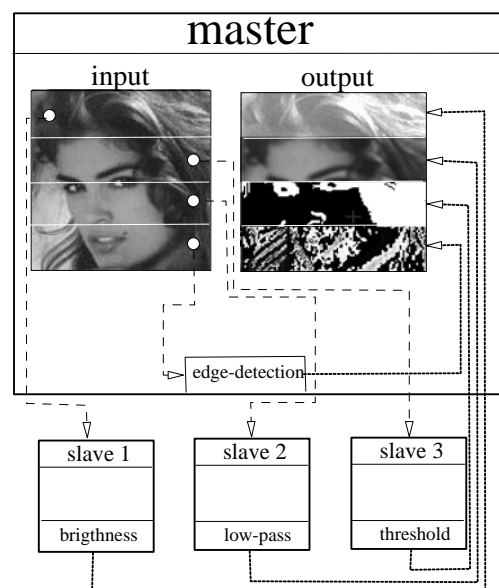 master
input output
edge-detection
slave 1 slave 2 slave 3
brigthness low-pass threshold